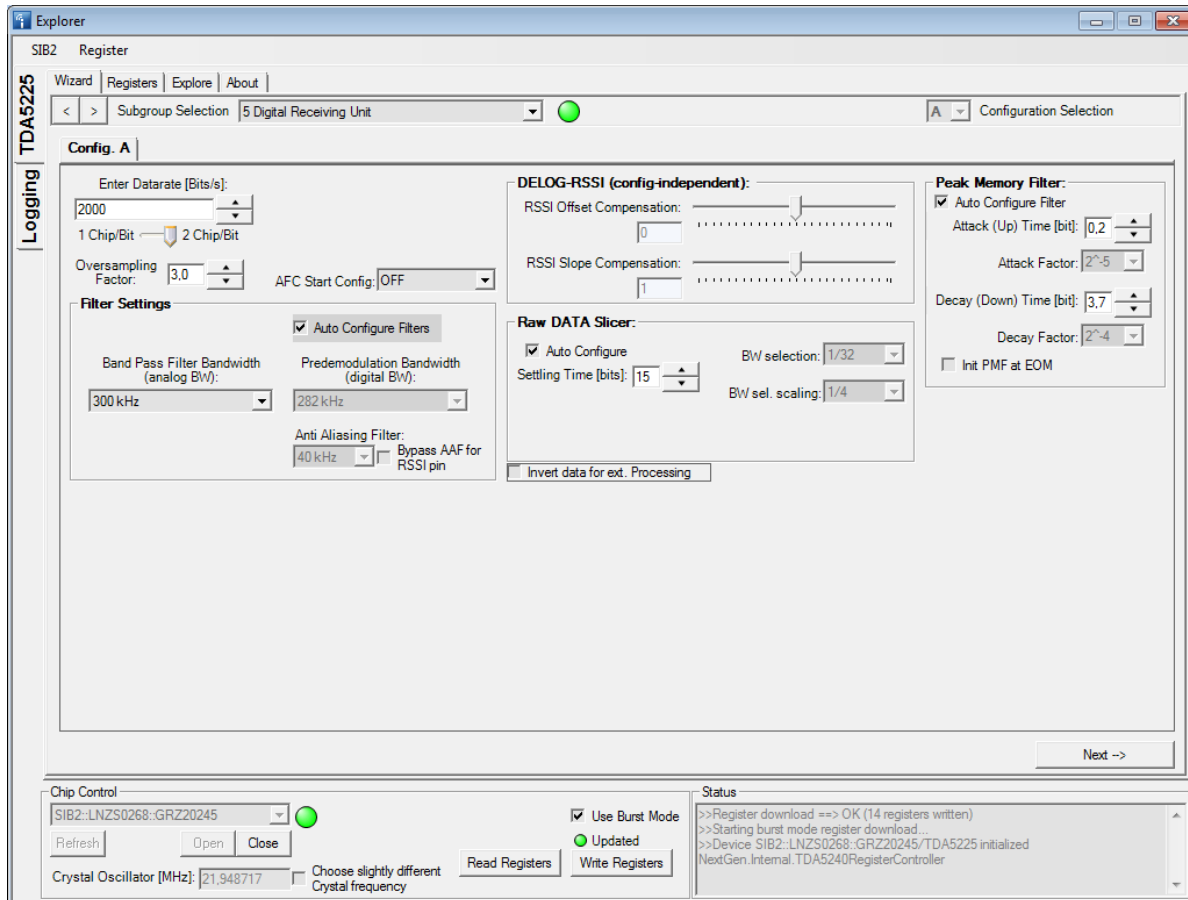 Explorer
SIB2 Register
TDA5225
Logging
Wizard Registers Explore About
< > Subgroup Selection 5 Digital Receiving Unit A Configuration Selection
Config. A
Enter Datarate [Bits/s]:
2000
1 Chip/Bit 2 Chip/Bit
Oversampling
Factor: 3,0
AFC Start Config: OFF
Filter Settings
Auto Configure Filters
Band Pass Filter Bandwidth
(analog BW):
300 kHz
Predemodulation Bandwidth
(digital BW):
282 kHz
Anti Aliasing Filter:
40 kHz
Bypass AAF for
RSSI pin
DELOG-RSSI (config-independent):
RSSI Offset Compensation:
0
RSSI Slope Compensation:
1
Raw DATA Slicer:
Auto Configure
Settling Time [bits]: 15
BW selection: 1/32
BW sel. scaling: 1/4
Invert data for ext. Processing
Peak Memory Filter:
Auto Configure Filter
Attack (Up) Time [bit]: 0,2
Attack Factor: 2^-5
Decay (Down) Time [bit]: 3,7
Decay Factor: 2^-4
Init PMF at EOM
Next -->
Chip Control
SIB2::LNZS0268::GRZ20245
Refresh Open Close
Crystal Oscillator [MHz]: 21,948717
Choose slightly different
Crystal frequency
Use Burst Mode
Updated
Read Registers Write Registers
Status
>>Register download ==> OK (14 registers written)
>>Starting burst mode register download...
>>Device SIB2::LNZS0268::GRZ20245/TDA5225 initialized
NextGen.Internal.TDA5240RegisterController